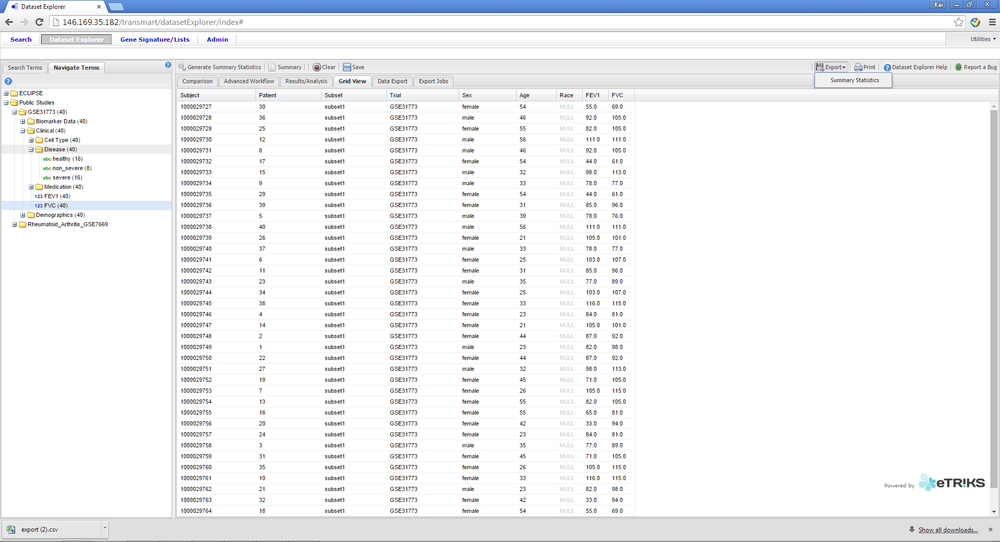 Dataset Explorer
Kai
146.169.35.182/transmart/datasetExplorer/index#
Search Dataset Explorer Gene Signature/Lists Admin Utilities
Search Terms Navigate Terms
Generate Summary Statistics Summary Clear Save Export Print Dataset Explorer Help Report a Bug
Summary Statistics
Comparison Advanced Workflow Results/Analysis Grid View Data Export Export Jobs
ECLIPSE
Public Studies
GSE31773 (40)
Biomarker Data (40)
Clinical (40)
Cell Type (40)
Disease (40)
abc healthy (16)
abc non_severe (8)
abc severe (16)
Medication (40)
123 FEV1 (40)
123 FVC (40)
Demographics (40)
Rheumatoid_Arthritis_GSE7669
Subject Patient Subset Trial Sex Age Race FEV1 FVC
1000029727 30 subset1 GSE31773 female 54 NULL 55.0 69.0
1000029728 36 subset1 GSE31773 male 46 NULL 92.0 105.0
1000029729 25 subset1 GSE31773 female 55 NULL 82.0 105.0
1000029730 12 subset1 GSE31773 male 56 NULL 111.0 111.0
1000029731 8 subset1 GSE31773 male 46 NULL 92.0 105.0
1000029732 17 subset1 GSE31773 female 54 NULL 44.0 61.0
1000029733 15 subset1 GSE31773 male 32 NULL 98.0 113.0
1000029734 9 subset1 GSE31773 male 33 NULL 78.0 77.0
1000029735 29 subset1 GSE31773 female 54 NULL 44.0 61.0
1000029736 39 subset1 GSE31773 female 31 NULL 85.0 96.0
1000029737 5 subset1 GSE31773 male 39 NULL 78.0 76.0
1000029738 40 subset1 GSE31773 male 56 NULL 111.0 111.0
1000029739 26 subset1 GSE31773 female 21 NULL 105.0 101.0
1000029740 37 subset1 GSE31773 male 33 NULL 78.0 77.0
1000029741 6 subset1 GSE31773 female 25 NULL 103.0 107.0
1000029742 11 subset1 GSE31773 female 31 NULL 85.0 96.0
1000029743 23 subset1 GSE31773 male 35 NULL 77.0 89.0
1000029744 34 subset1 GSE31773 female 25 NULL 103.0 107.0
1000029745 38 subset1 GSE31773 female 33 NULL 116.0 115.0
1000029746 4 subset1 GSE31773 female 23 NULL 84.0 81.0
1000029747 14 subset1 GSE31773 female 21 NULL 105.0 101.0
1000029748 2 subset1 GSE31773 female 44 NULL 87.0 92.0
1000029749 1 subset1 GSE31773 male 23 NULL 82.0 98.0
1000029750 22 subset1 GSE31773 female 44 NULL 87.0 92.0
1000029751 27 subset1 GSE31773 male 32 NULL 98.0 113.0
1000029752 19 subset1 GSE31773 female 45 NULL 71.0 105.0
1000029753 7 subset1 GSE31773 female 26 NULL 105.0 115.0
1000029754 13 subset1 GSE31773 female 55 NULL 82.0 105.0
1000029755 16 subset1 GSE31773 female 55 NULL 65.0 81.0
1000029756 20 subset1 GSE31773 female 42 NULL 33.0 94.0
1000029757 24 subset1 GSE31773 female 23 NULL 84.0 81.0
1000029758 3 subset1 GSE31773 male 35 NULL 77.0 89.0
1000029759 31 subset1 GSE31773 female 45 NULL 71.0 105.0
1000029760 35 subset1 GSE31773 female 26 NULL 105.0 115.0
1000029761 10 subset1 GSE31773 female 33 NULL 116.0 115.0
1000029762 21 subset1 GSE31773 male 23 NULL 82.0 98.0
1000029763 32 subset1 GSE31773 female 42 NULL 33.0 94.0
1000029764 18 subset1 GSE31773 female 54 NULL 55.0 69.0
Powered by eTRIKS
export (2).csv
Show all downloads...